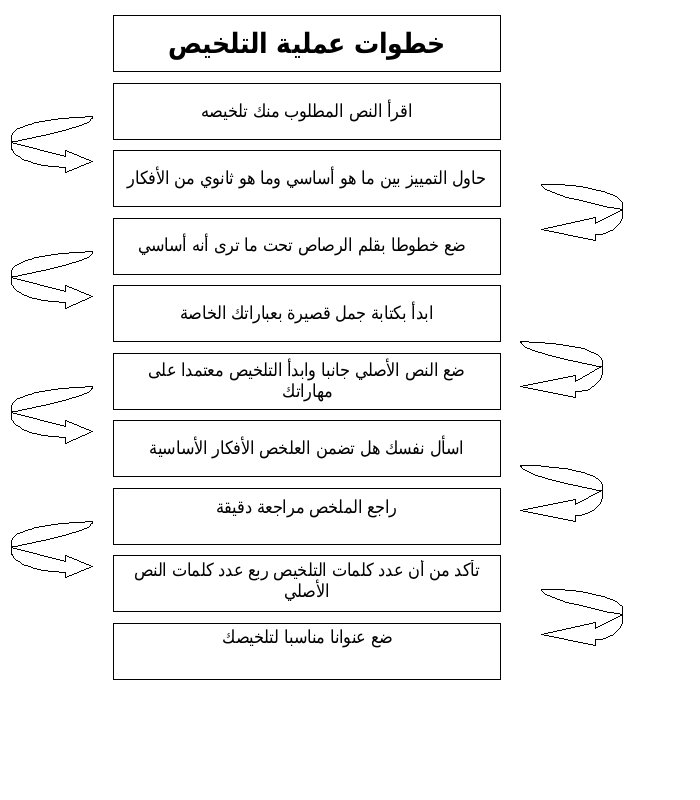 خطوات عملية التلخيص
اقرأ النص المطلوب منك تلخيصه
حاول التمييز بين ما هو أساسي وما هو ثانوي من الأفكار
ضع خطوطا بقلم الرصاص تحت ما ترى أنه أساسي
ابدأ بكتابة جمل قصيرة بعباراتك الخاصة
ضع النص الأصلي جانبا وابدأ التلخيص معتمدا على
مهاراتك
اسأل نفسك هل تضمن العلخص الأفكار الأساسية
راجع الملخص مراجعة دقيقة
تأكد من أن عدد كلمات التلخيص ربع عدد كلمات النص
الأصلي
ضع عنوانا مناسبا لتلخيصك